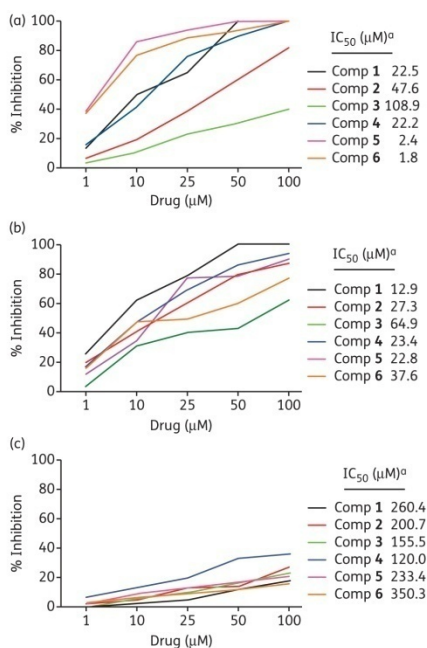 (a)
100
80
60
40
20
0
% Inhibition
1 10 25 50 100
Drug (μM)
IC50 (μM)a
Comp 1 22.5
Comp 2 47.6
Comp 3 108.9
Comp 4 22.2
Comp 5 2.4
Comp 6 1.8
(b)
100
80
60
40
20
0
% Inhibition
1 10 25 50 100
Drug (μM)
IC50 (μM)a
Comp 1 12.9
Comp 2 27.3
Comp 3 64.9
Comp 4 23.4
Comp 5 22.8
Comp 6 37.6
(c)
100
80
60
40
20
0
% Inhibition
1 10 25 50 100
Drug (μM)
IC50 (μM)a
Comp 1 260.4
Comp 2 200.7
Comp 3 155.5
Comp 4 120.0
Comp 5 233.4
Comp 6 350.3